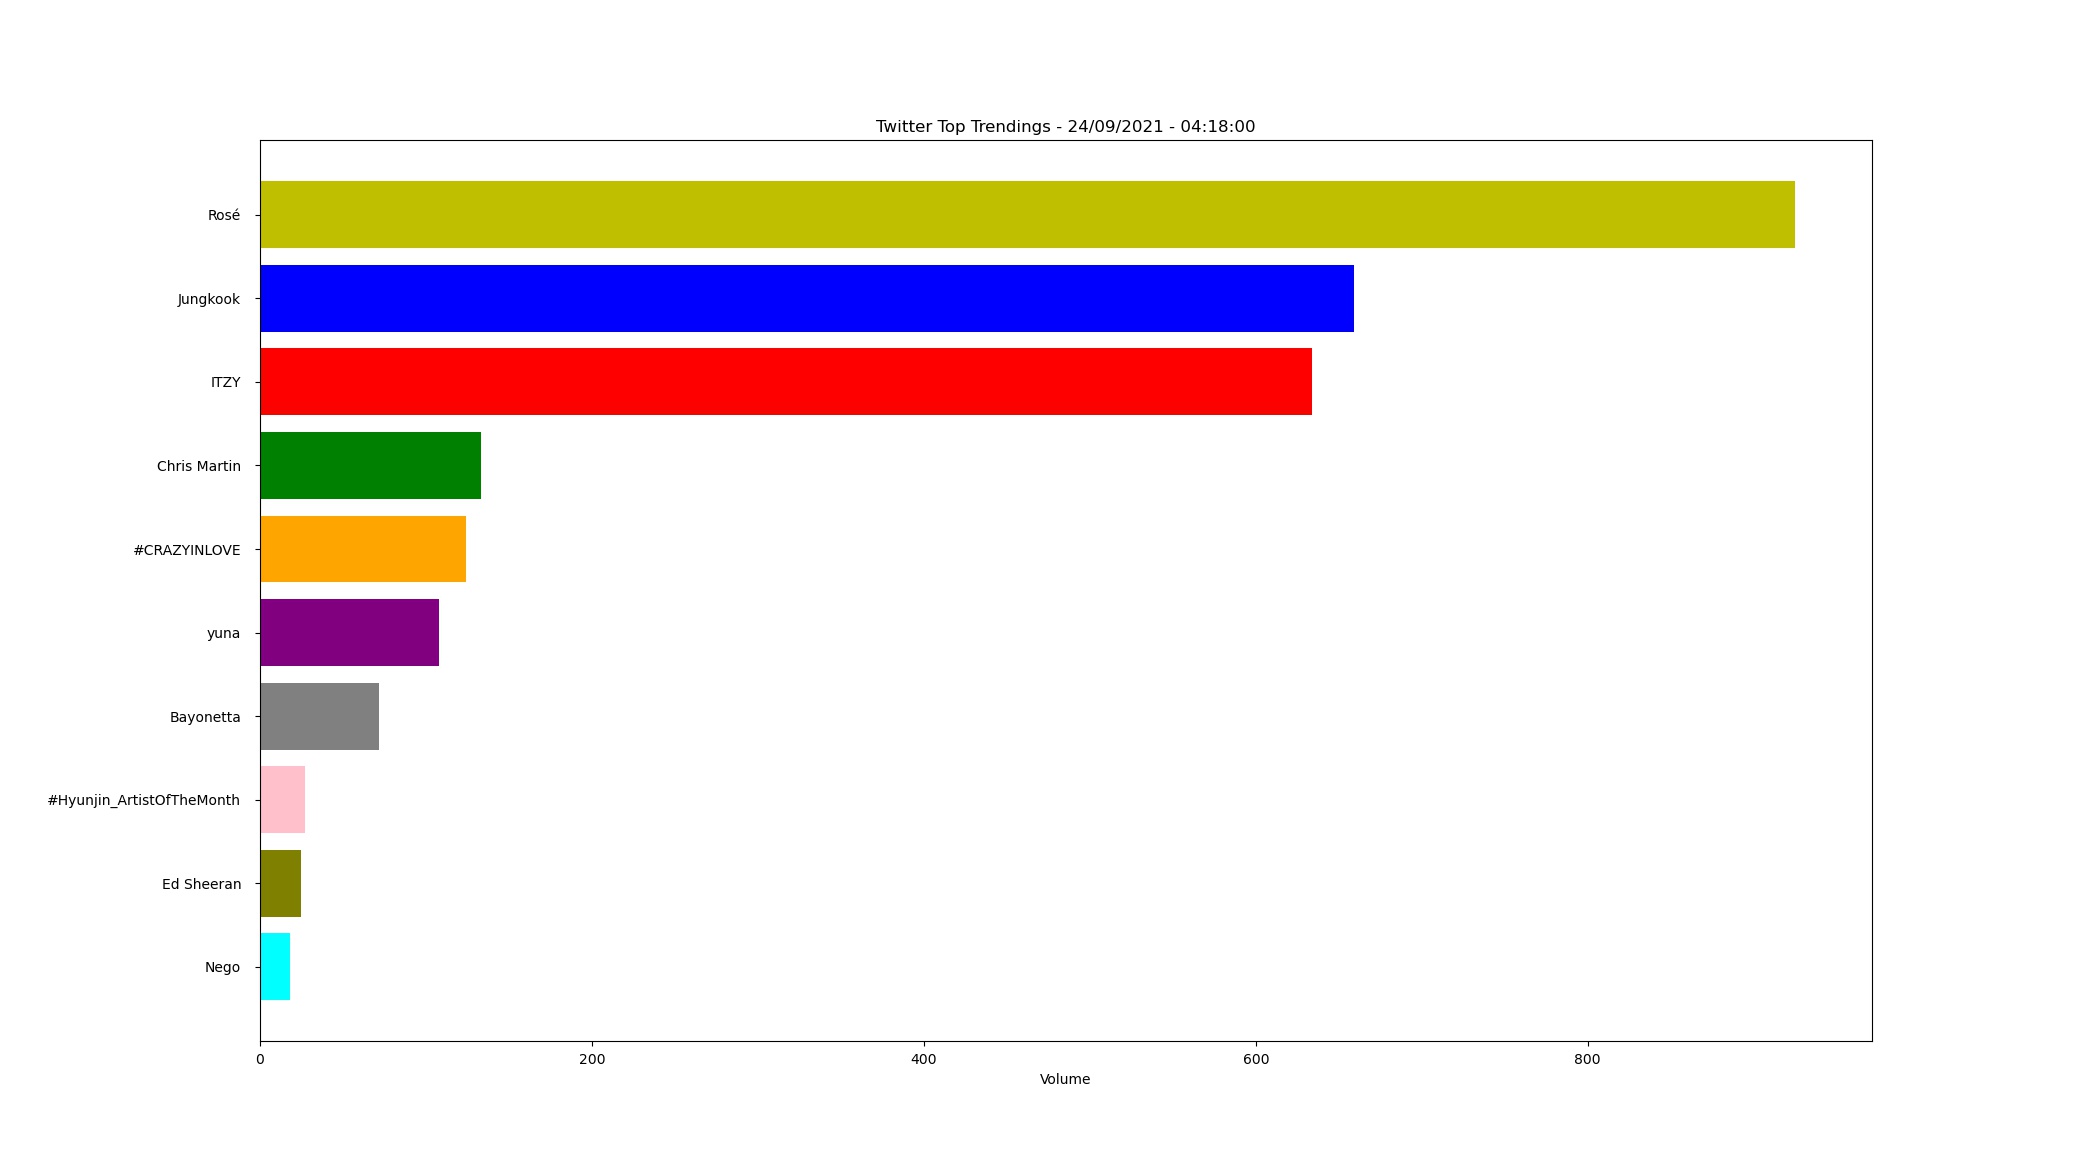 Twitter Top Trendings - 24/09/2021 - 04:18:00
Rosé
Jungkook
ITZY
Chris Martin
#CRAZYINLOVE
yuna
Bayonetta
#Hyunjin_ArtistOfTheMonth
Ed Sheeran
Nego
0 200 400 600 800
Volume